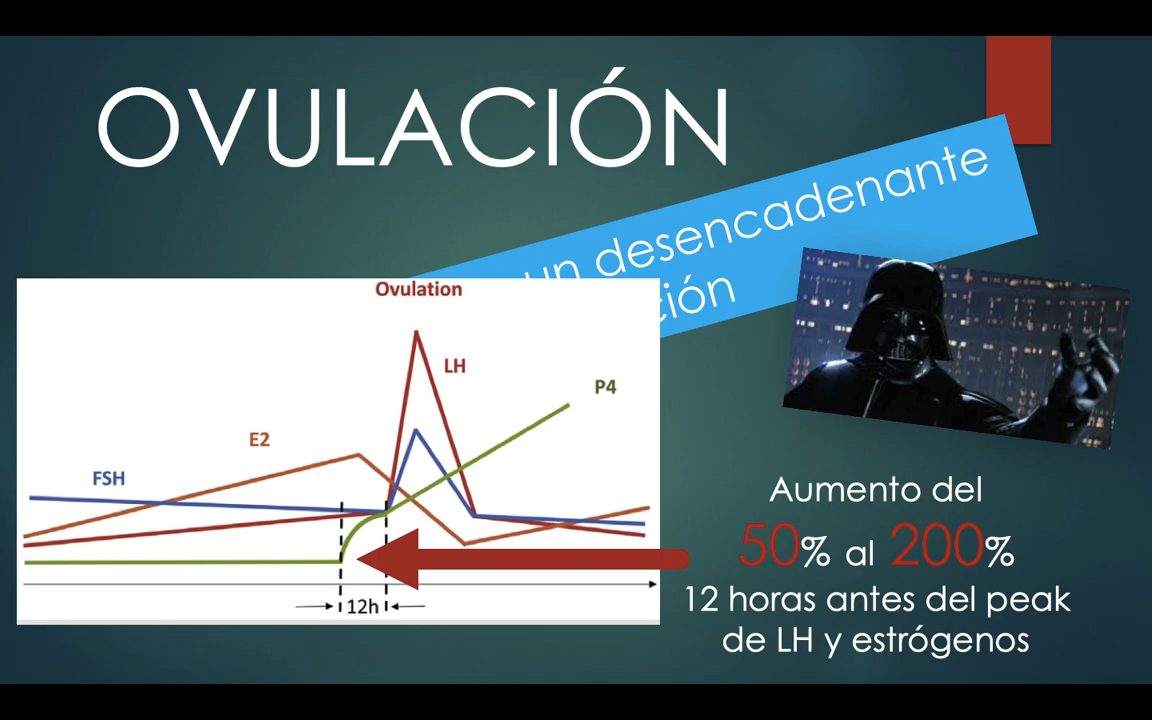 OVULACIÓN
un desencadenante
Ovulation
LH
P4
E2
FSH
12h
Aumento del
50% al 200%
12 horas antes del peak
de LH y estrógenos